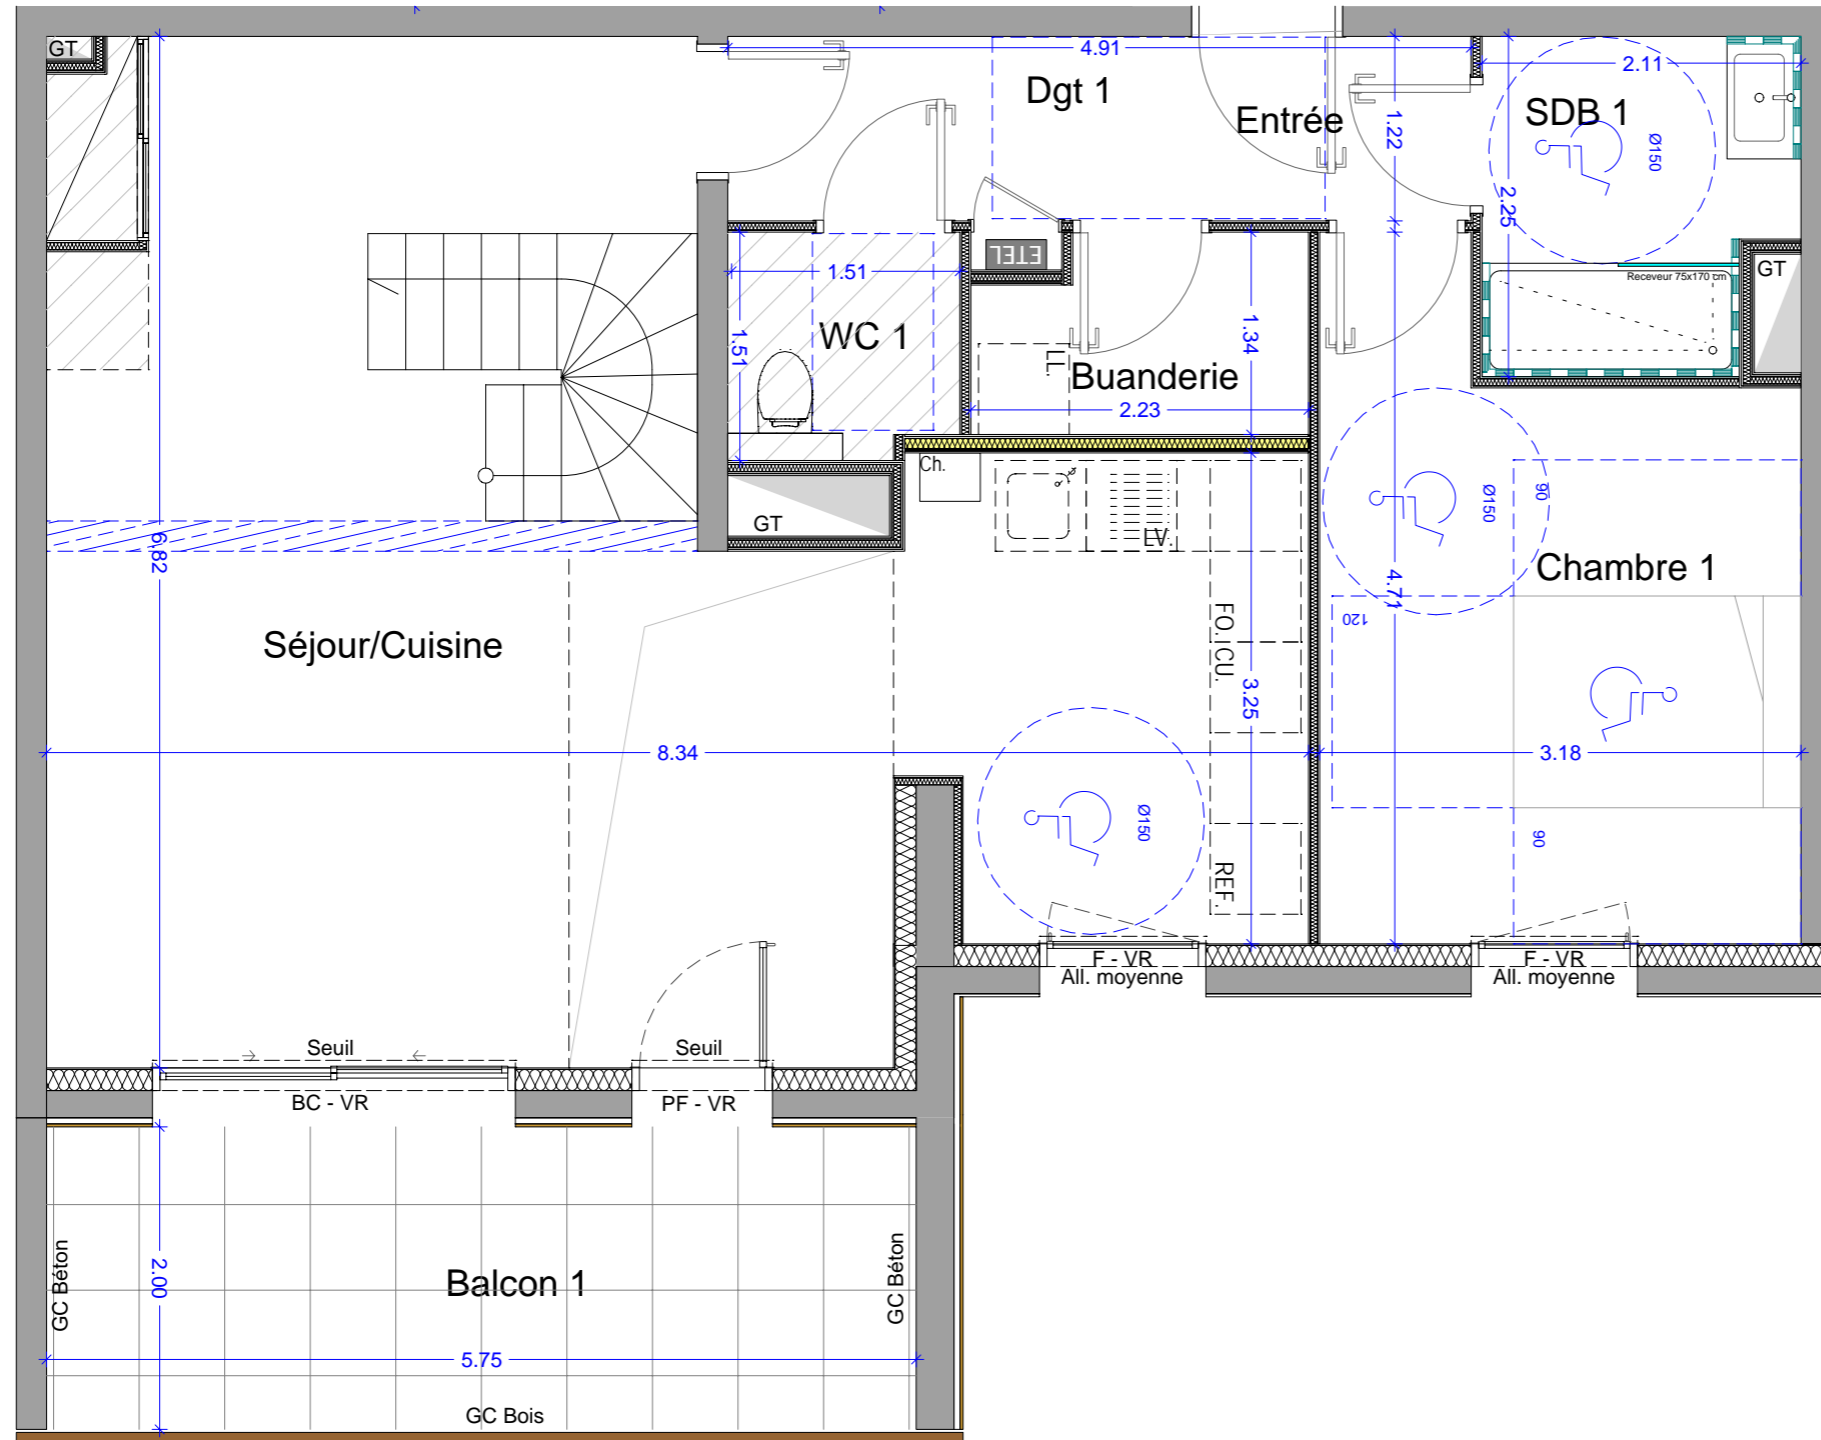 GT
4.91
2.11
Dgt 1
Entrée
SDB 1
1.22
Ø150
2.25
ETEL
1.51
GT
Receveur 75x170 cm
WC 1
1.51
1.34
LL.
Buanderie
2.23
Ch.
GT
LV.
Ø150
90
6.82
Chambre 1
4.71
120
FO.
CU.
Séjour/Cuisine
3.25
8.34
3.18
Ø150
90
REF.
F - VR
All. moyenne
F - VR
All. moyenne
Seuil
Seuil
BC - VR
PF - VR
GC Béton
2.00
Balcon 1
GC Béton
5.75
GC Bois